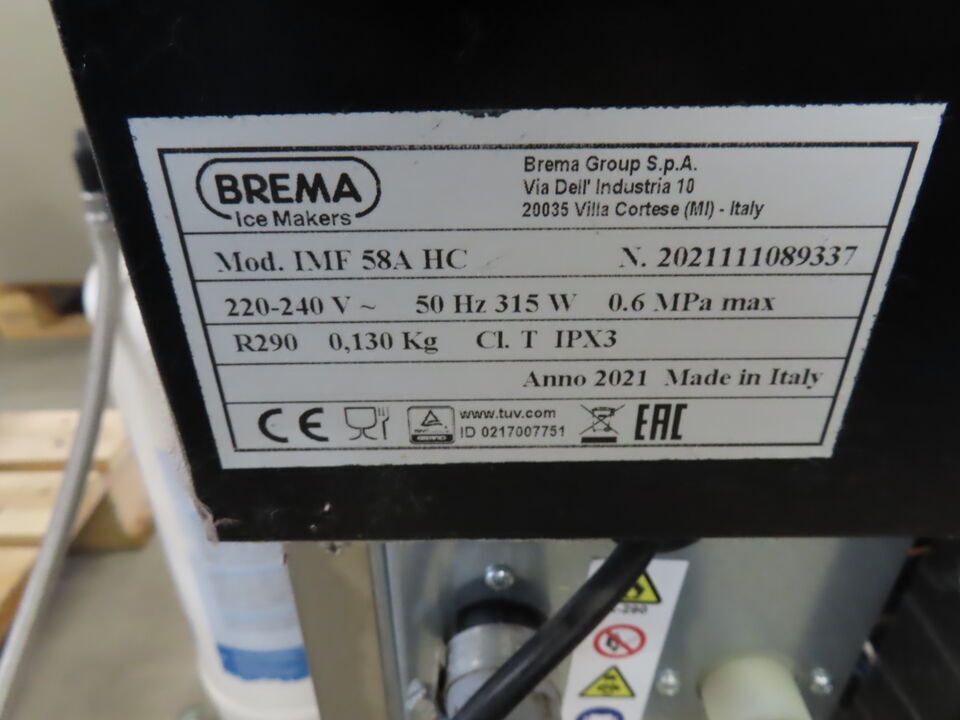 BREMA
Ice Makers
Brema Group S.p.A.
Via Dell' Industria 10
20035 Villa Cortese (MI) - Italy
Mod. IMF 58A HC N. 2021111089337
220-240 V ~ 50 Hz 315 W 0.6 MPa max
R290 0,130 Kg Cl. T IPX3
Anno 2021 Made in Italy
CE www.tuv.com EAC
ID 0217007751